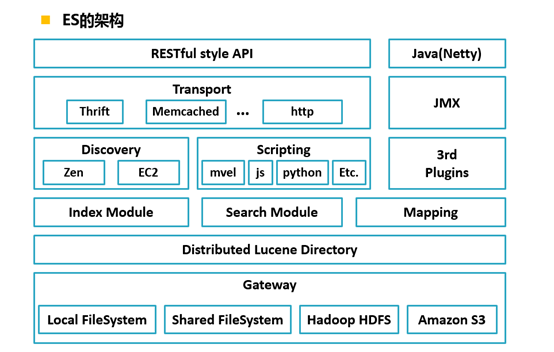 ES的架构
RESTful style API
Java(Netty)
Transport
Thrift
Memcached
...
http
JMX
Discovery
Zen
EC2
Scripting
mvel
js
python
Etc.
3rd
Plugins
Index Module
Search Module
Mapping
Distributed Lucene Directory
Gateway
Local FileSystem
Shared FileSystem
Hadoop HDFS
Amazon S3